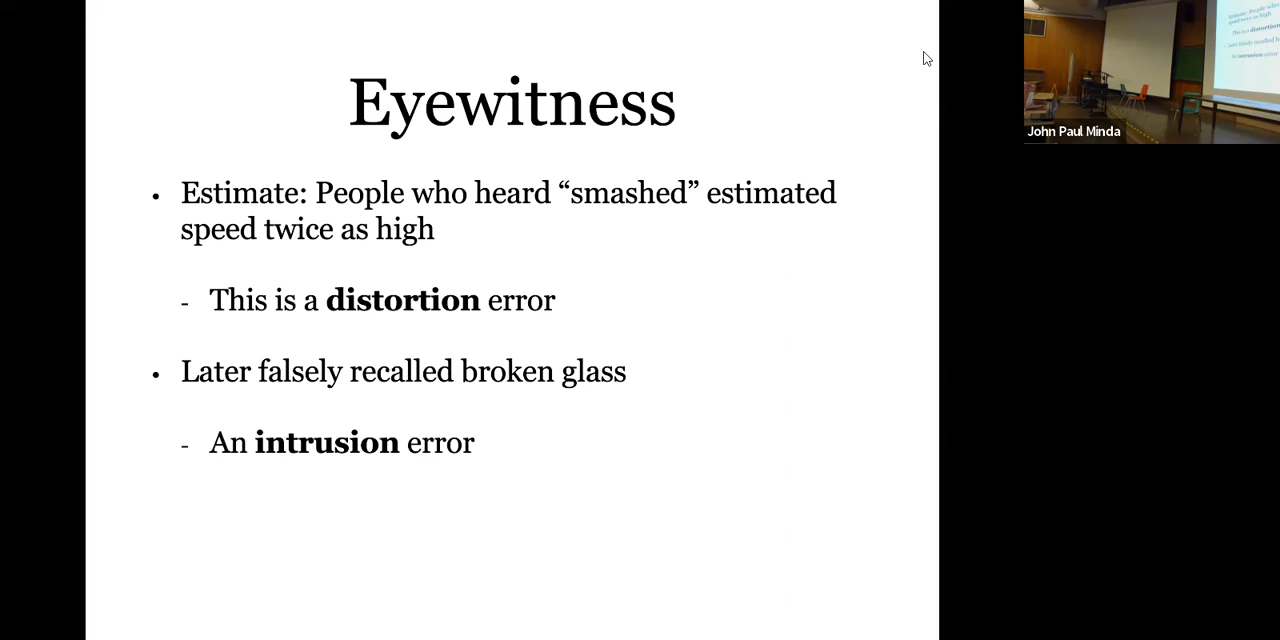 Eyewitness
• Estimate: People who heard “smashed” estimated
speed twice as high
- This is a distortion error
• Later falsely recalled broken glass
- An intrusion error
John Paul Minda